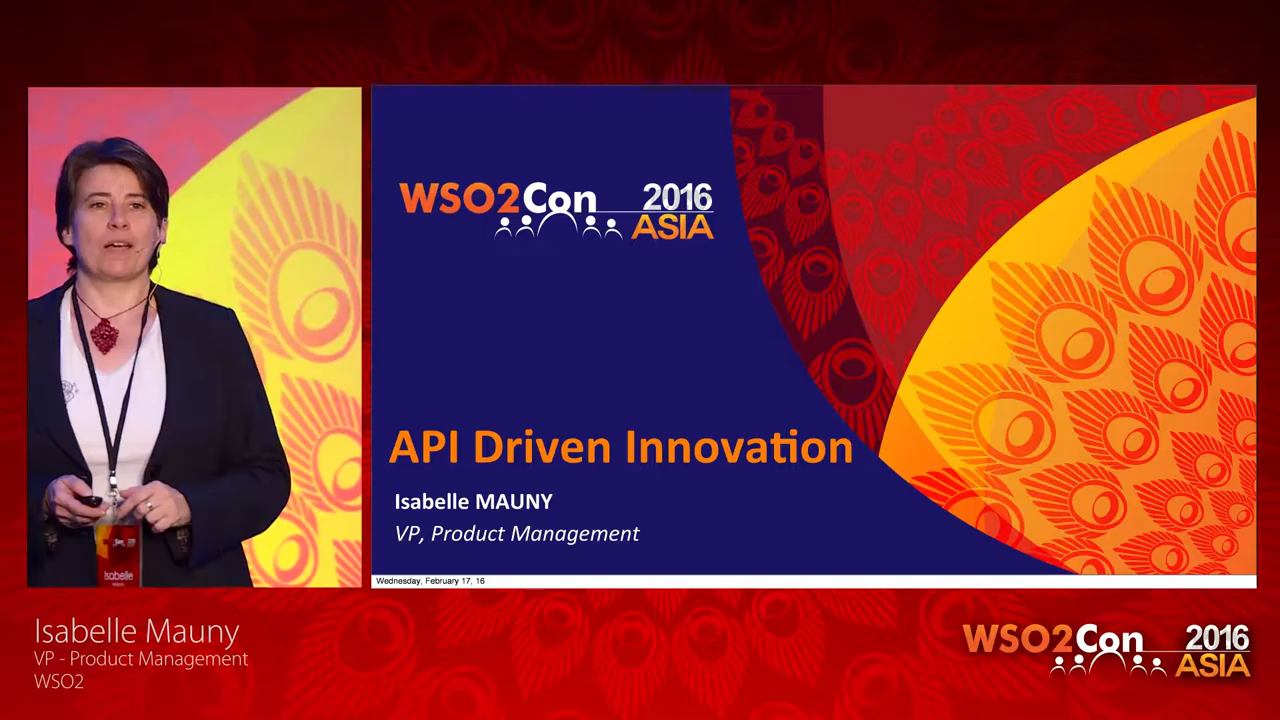 WSO2Con 2016
ASIA
API Driven Innovation
Isabelle MAUNY
VP, Product Management
Wednesday, February 17, 16
Isabelle
Isabelle Mauny
VP - Product Management
WSO2
WSO2Con 2016
ASIA